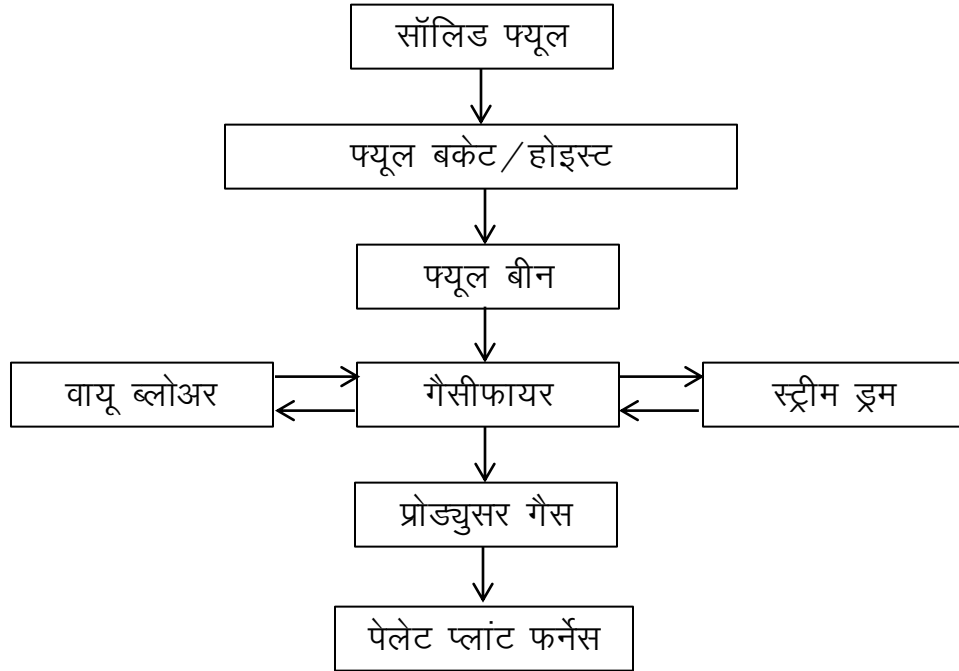 सॉलिड फ्यूल
फ्यूल बकेट/होइस्ट
फ्यूल बीन
वायू ब्लोअर
गैसीफायर
स्ट्रीम ड्रम
प्रोड्युसर गैस
पेलेट प्लांट फर्नेस